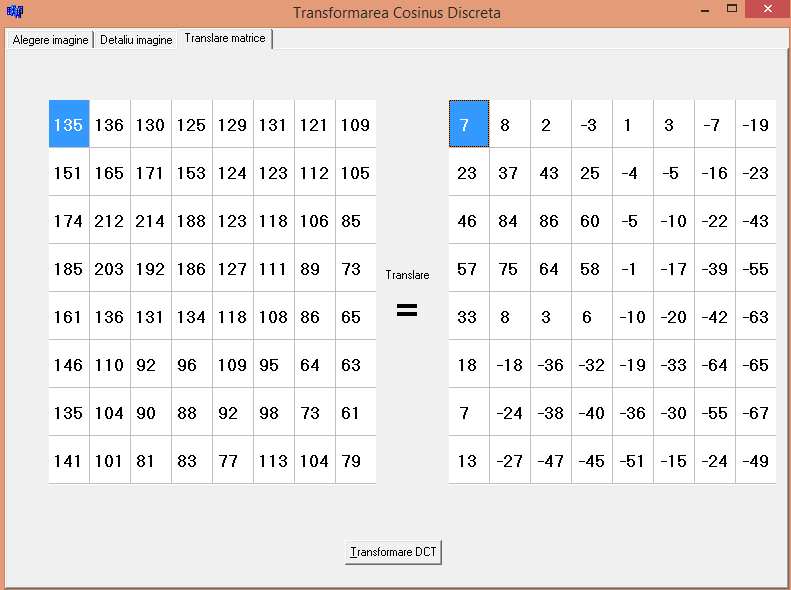 Transformarea Cosinus Discreta
Alegere imagine Detaliu imagine Translare matrice
135 136 130 125 129 131 121 109 7 8 2 -3 1 3 -7 -19
151 165 171 153 124 123 112 105 23 37 43 25 -4 -5 -16 -23
174 212 214 188 123 118 106 85 46 84 86 60 -5 -10 -22 -43
185 203 192 186 127 111 89 73 57 75 64 58 -1 -17 -39 -55
Translare
=
161 136 131 134 118 108 86 65 33 8 3 6 -10 -20 -42 -63
146 110 92 96 109 95 64 63 18 -18 -36 -32 -19 -33 -64 -65
135 104 90 88 92 98 73 61 7 -24 -38 -40 -36 -30 -55 -67
141 101 81 83 77 113 104 79 13 -27 -47 -45 -51 -15 -24 -49
Transformare DCT